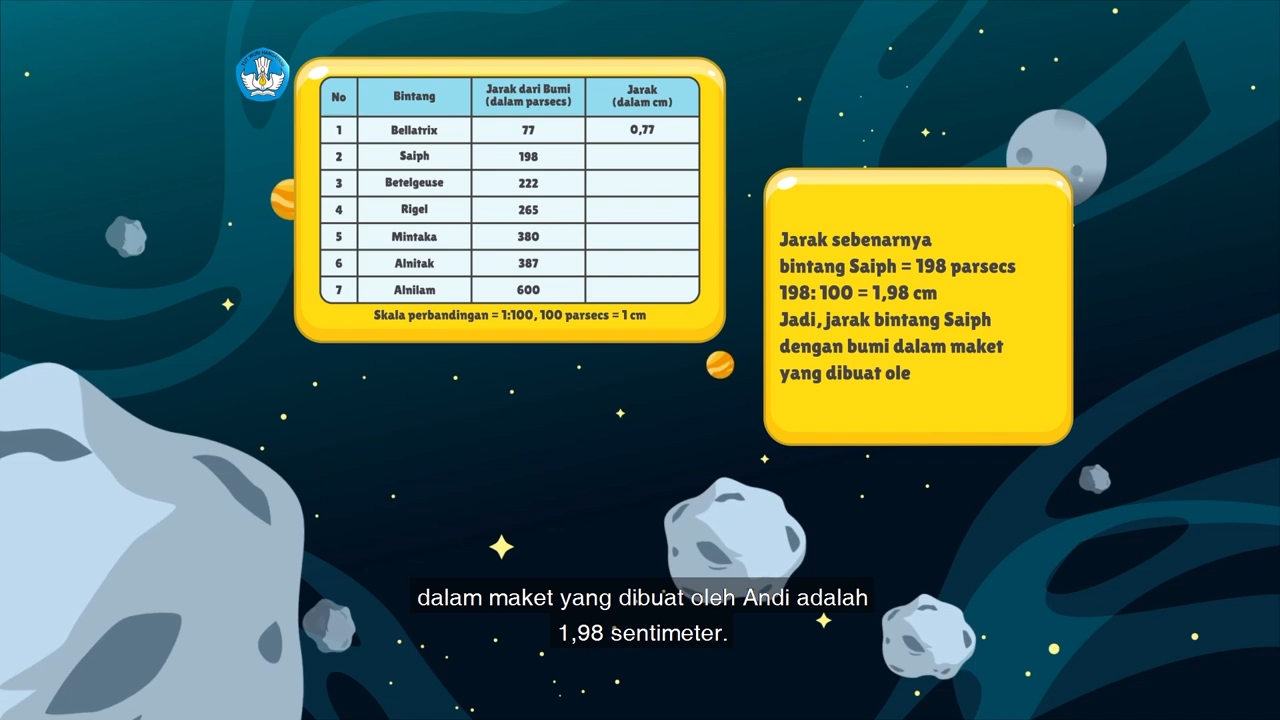 No Bintang Jarak dari Bumi (dalam parsecs) Jarak (dalam cm)
1 Bellatrix 77 0,77
2 Saiph 198
3 Betelgeuse 222
4 Rigel 265
5 Mintaka 380
6 Alnitak 387
7 Alnilam 600
Skala perbandingan = 1:100, 100 parsecs = 1 cm
Jarak sebenarnya
bintang Saiph = 198 parsecs
198: 100 = 1,98 cm
Jadi, jarak bintang Saiph
dengan bumi dalam maket
yang dibuat ole
dalam maket yang dibuat oleh Andi adalah
1,98 sentimeter.